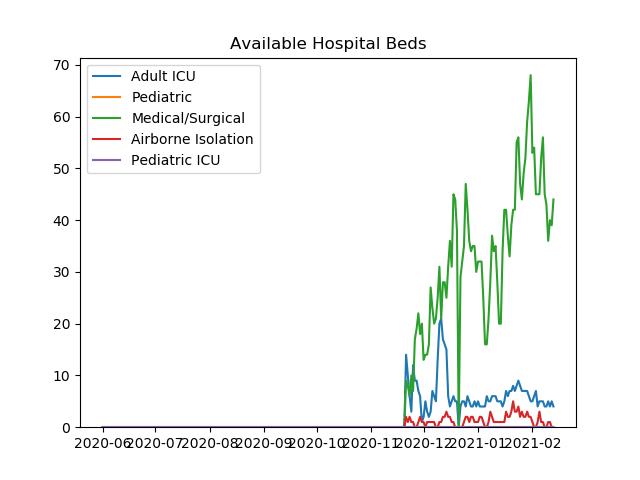 Available Hospital Beds
Adult ICU
Pediatric
Medical/Surgical
Airborne Isolation
Pediatric ICU
70
60
50
40
30
20
10
0
2020-06 2020-07 2020-08 2020-09 2020-10 2020-11 2020-12 2021-01 2021-02